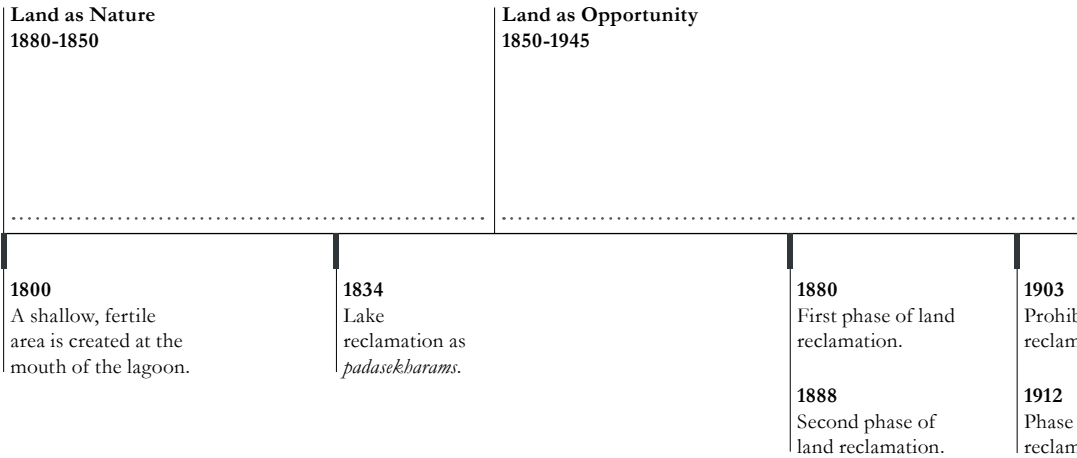 Land as Nature
1880-1850
Land as Opportunity
1850-1945
1800
A shallow, fertile
area is created at the
mouth of the lagoon.
1834
Lake
reclamation as
padasekharams.
1880
First phase of land
reclamation.
1888
Second phase of
land reclamation.
1903
1912
Phase